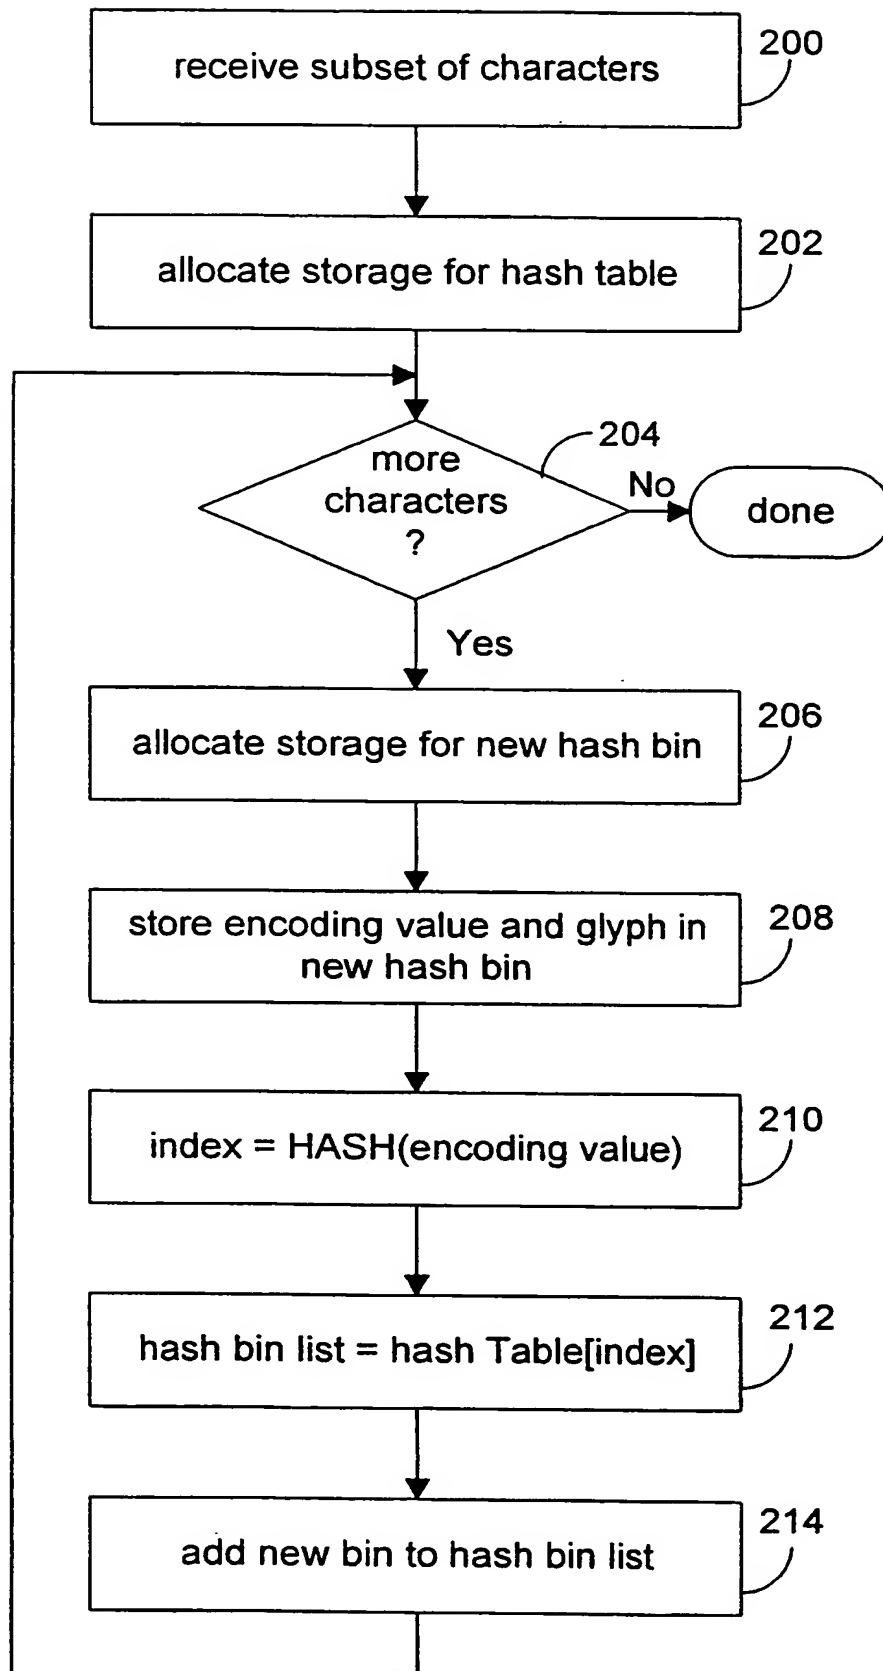 receive subset of characters
200
allocate storage for hash table
202
more
characters
?
204
No
done
Yes
allocate storage for new hash bin
206
store encoding value and glyph in
new hash bin
208
index = HASH(encoding value)
210
hash bin list = hash Table[index]
212
add new bin to hash bin list
214